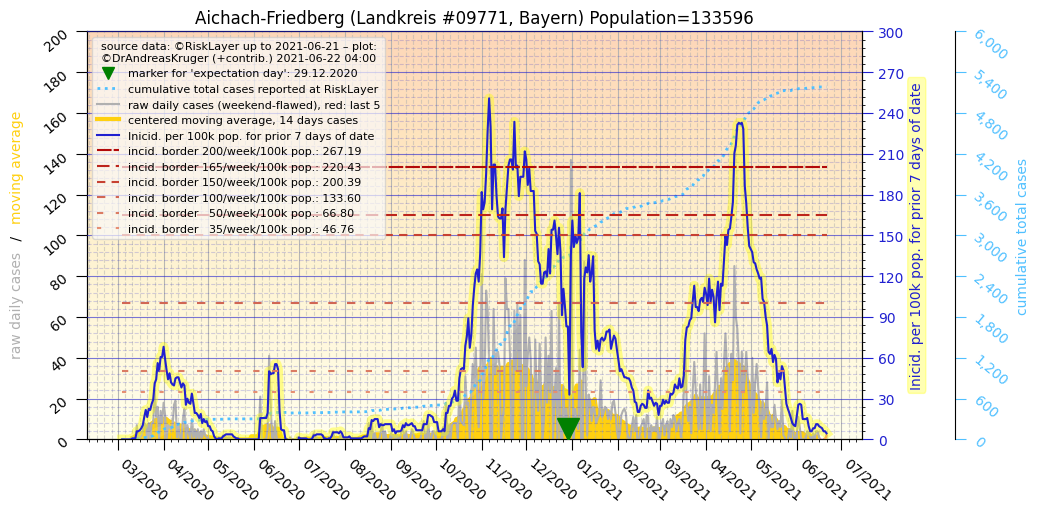 Aichach-Friedberg (Landkreis #09771, Bayern) Population=133596
source data: ©RiskLayer up to 2021-06-21 – plot:
©DrAndreasKruger (+contrib.) 2021-06-22 04:00
marker for 'expectation day': 29.12.2020
cumulative total cases reported at RiskLayer
raw daily cases (weekend-flawed), red: last 5
centered moving average, 14 days cases
Inicid. per 100k pop. for prior 7 days of date
incid. border 200/week/100k pop.: 267.19
incid. border 165/week/100k pop.: 220.43
incid. border 150/week/100k pop.: 200.39
incid. border 100/week/100k pop.: 133.60
incid. border 50/week/100k pop.: 66.80
incid. border 35/week/100k pop.: 46.76
raw daily cases / moving average
200
180
160
140
120
100
80
60
40
20
0
300
270
240
210
180
150
120
90
60
30
0
Inicid. per 100k pop. for prior 7 days of date
6,000
5,400
4,800
4,200
3,600
3,000
2,400
1,800
1,200
600
0
cumulative total cases
03/2020
04/2020
05/2020
06/2020
07/2020
08/2020
09/2020
10/2020
11/2020
12/2020
01/2021
02/2021
03/2021
04/2021
05/2021
06/2021
07/2021